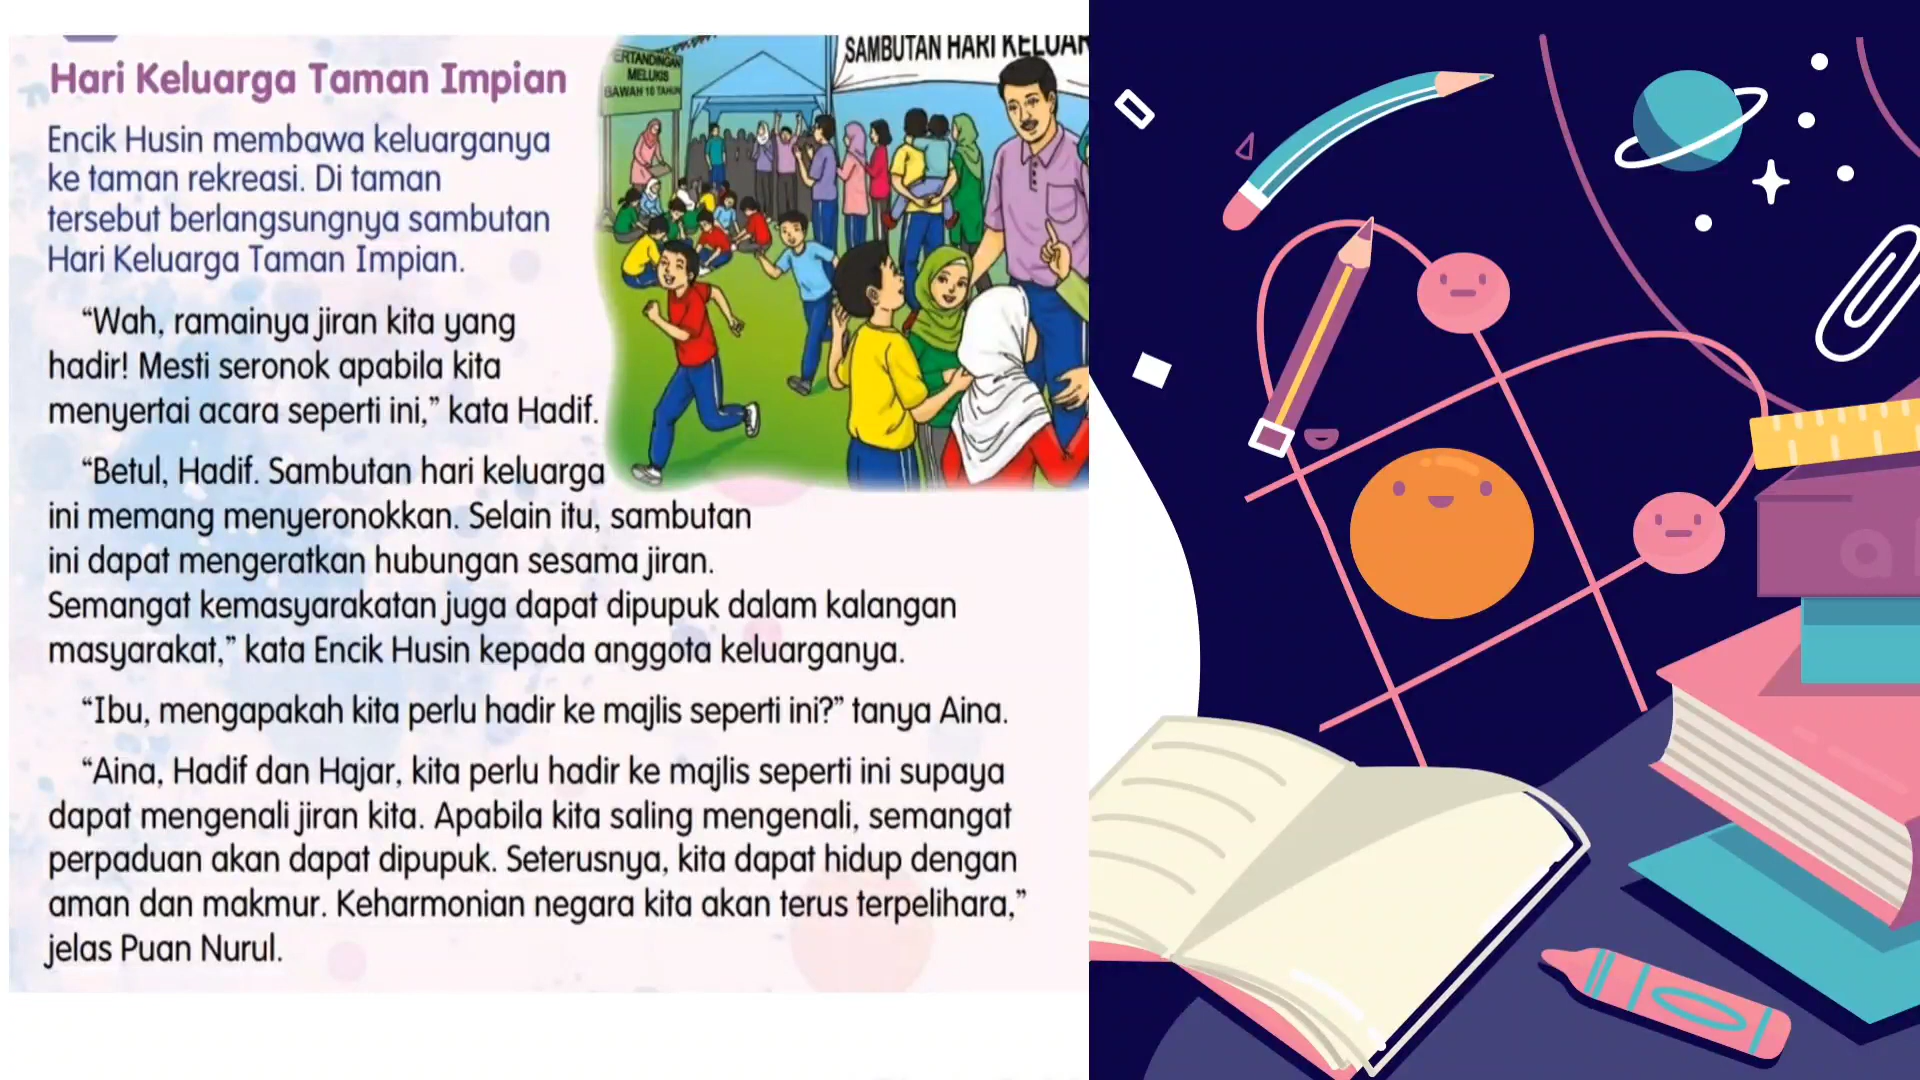 Hari Keluarga Taman Impian
Encik Husin membawa keluarganya
ke taman rekreasi. Di taman
tersebut berlangsungnya sambutan
Hari Keluarga Taman Impian.
“Wah, ramainya jiran kita yang
hadir! Mesti seronok apabila kita
menyertai acara seperti ini,” kata Hadif.
“Betul, Hadif. Sambutan hari keluarga
ini memang menyeronokkan. Selain itu, sambutan
ini dapat mengeratkan hubungan sesama jiran.
Semangat kemasyarakatan juga dapat dipupuk dalam kalangan
masyarakat,” kata Encik Husin kepada anggota keluarganya.
“Ibu, mengapakah kita perlu hadir ke majlis seperti ini?” tanya Aina.
“Aina, Hadif dan Hajar, kita perlu hadir ke majlis seperti ini supaya
dapat mengenali jiran kita. Apabila kita saling mengenali, semangat
perpaduan akan dapat dipupuk. Seterusnya, kita dapat hidup dengan
aman dan makmur. Keharmonian negara kita akan terus terpelihara,”
jelas Puan Nurul.
ERTANDINGAN
MELUKIS
BAWAH 10 TAHUN
SAMBUTAN HARI KELUAR